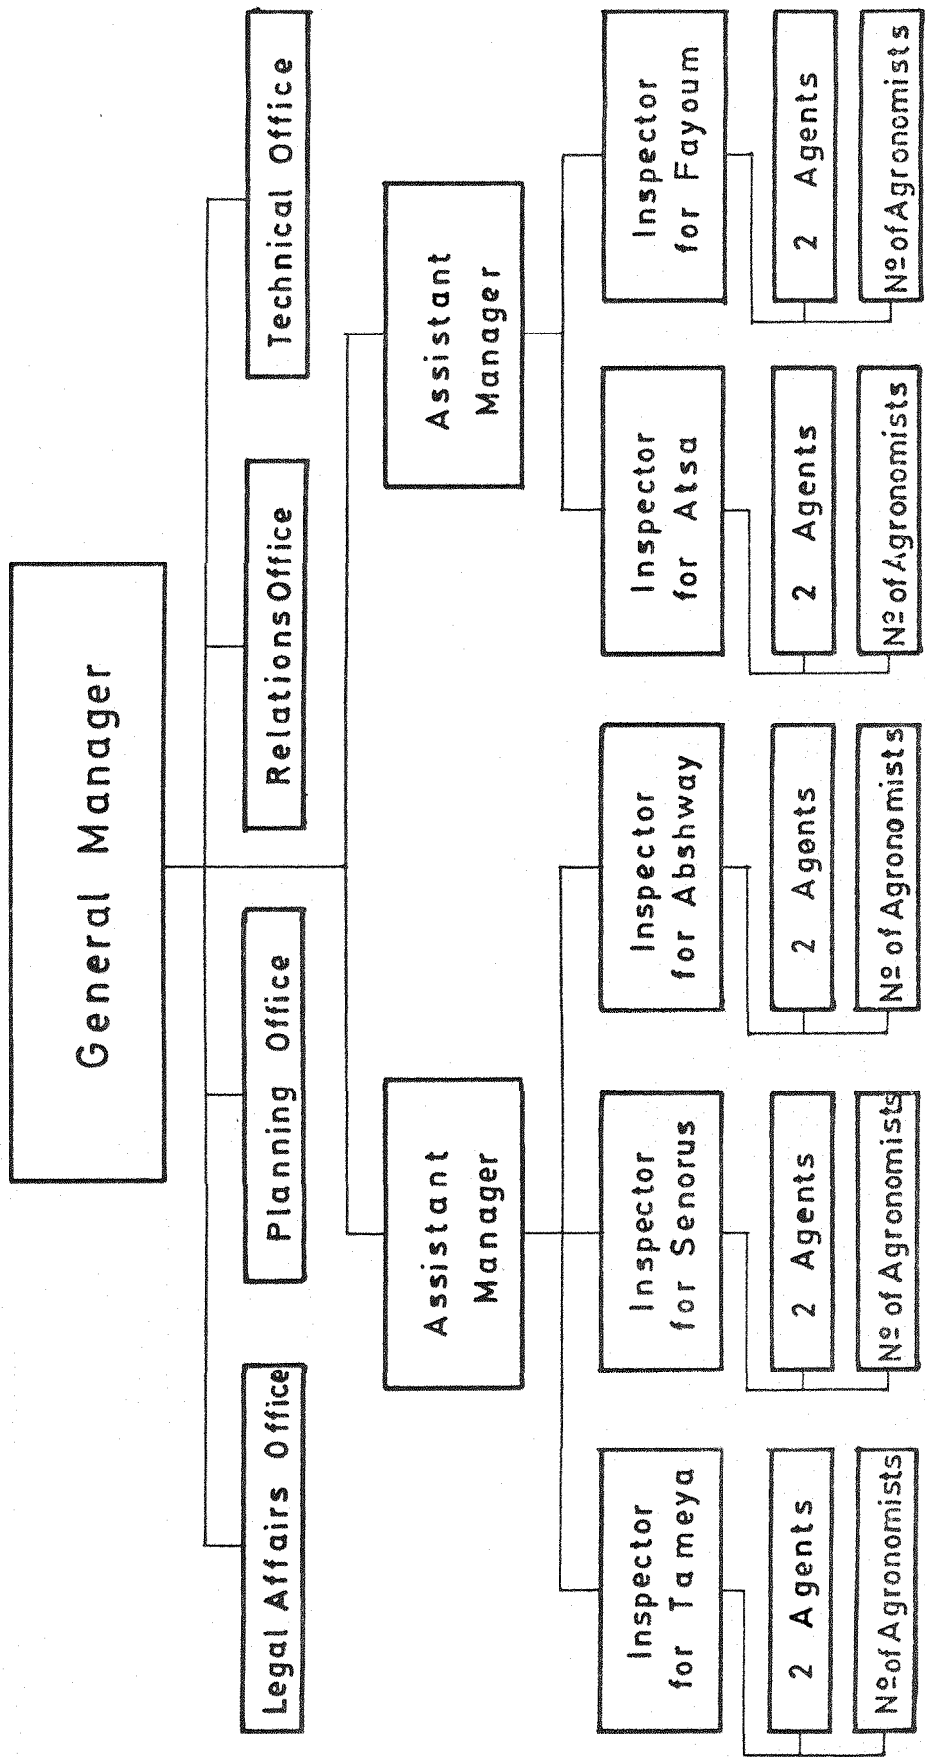 General Manager
Legal Affairs Office
Planning Office
Relations Office
Technical Office
Assistant
Manager
Assistant
Manager
Inspector
for Tameya
Inspector
for Senorus
Inspector
for Abshway
Inspector
for Atsa
Inspector
for Fayoum
2 Agents
2 Agents
2 Agonts
2 Agents
2 Agents
Nº of Agronomists
Nº of Agronomists
Nº of Agronomists
Nº of Agronomists
Nº of Agronomists